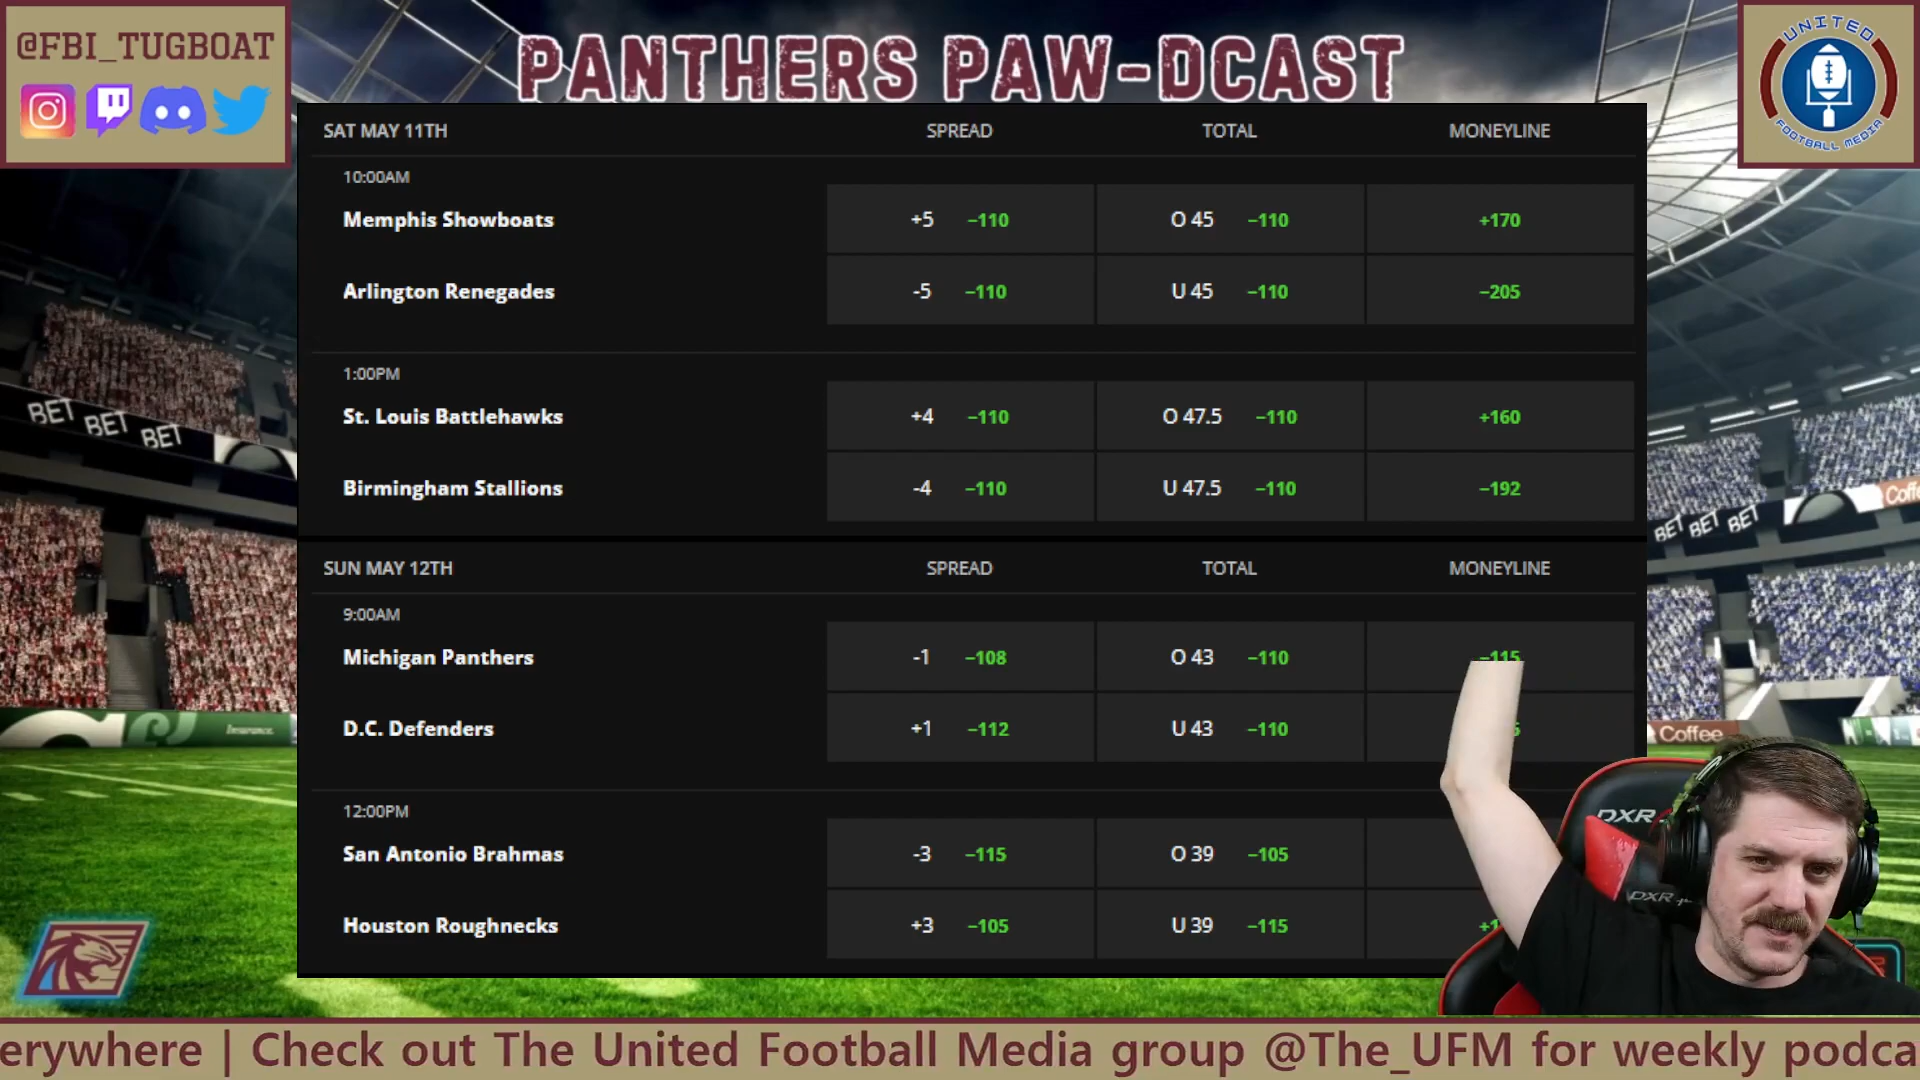 @FBI_TUGBOAT
PANTHERS PAW-DCAST
UNITED
FOOTBALL MEDIA
SAT MAY 11TH SPREAD TOTAL MONEYLINE
10:00AM
Memphis Showboats +5 −110 O 45 −110 +170
Arlington Renegades -5 −110 U 45 −110 −205
1:00PM
St. Louis Battlehawks +4 −110 O 47.5 −110 +160
Birmingham Stallions -4 −110 U 47.5 −110 −192
SUN MAY 12TH SPREAD TOTAL MONEYLINE
9:00AM
Michigan Panthers -1 −108 O 43 −110 −115
D.C. Defenders +1 −112 U 43 −110
12:00PM
San Antonio Brahmas -3 −115 O 39 −105
Houston Roughnecks +3 −105 U 39 −115
BET BET BET
Insurance.
BET BET BET
Coffee
DXR
DXR
erywhere | Check out The United Football Media group @The_UFM for weekly podca